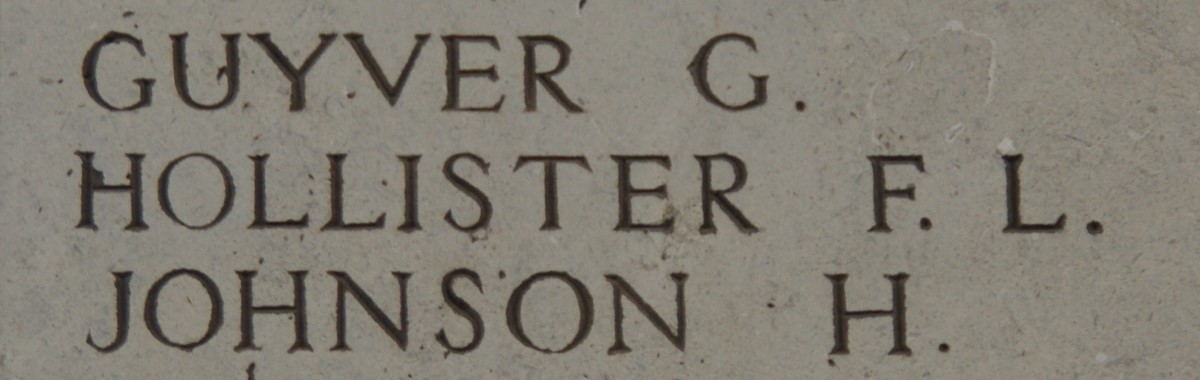 GUYVER G.
HOLLISTER F. L.
JOHNSON H.